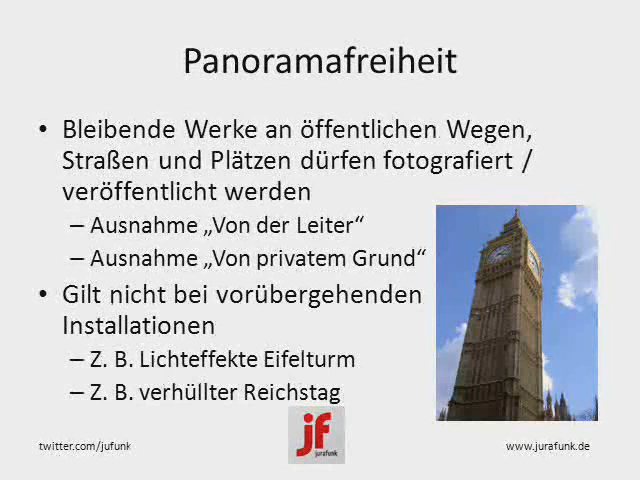 Panoramafreiheit
• Bleibende Werke an öffentlichen Wegen,
Straßen und Plätzen dürfen fotografiert /
veröffentlicht werden
– Ausnahme „Von der Leiter“
– Ausnahme „Von privatem Grund“
• Gilt nicht bei vorübergehenden
Installationen
– Z. B. Lichteffekte Eifelturm
– Z. B. verhüllter Reichstag
jf
jurafunk
twitter.com/jufunk
www.jurafunk.de